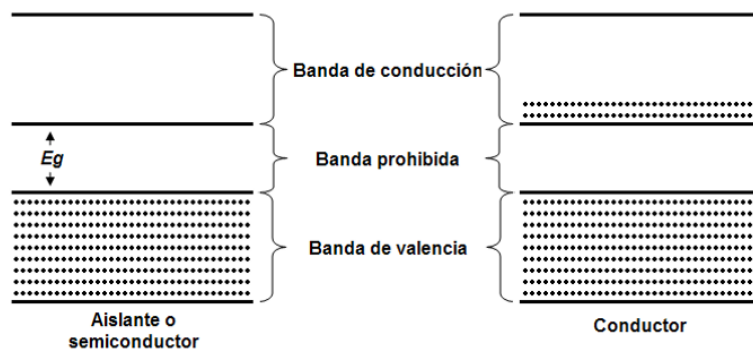 Banda de conducción
Eg
Banda prohibida
Banda de valencia
Aislante o
semiconductor
Conductor